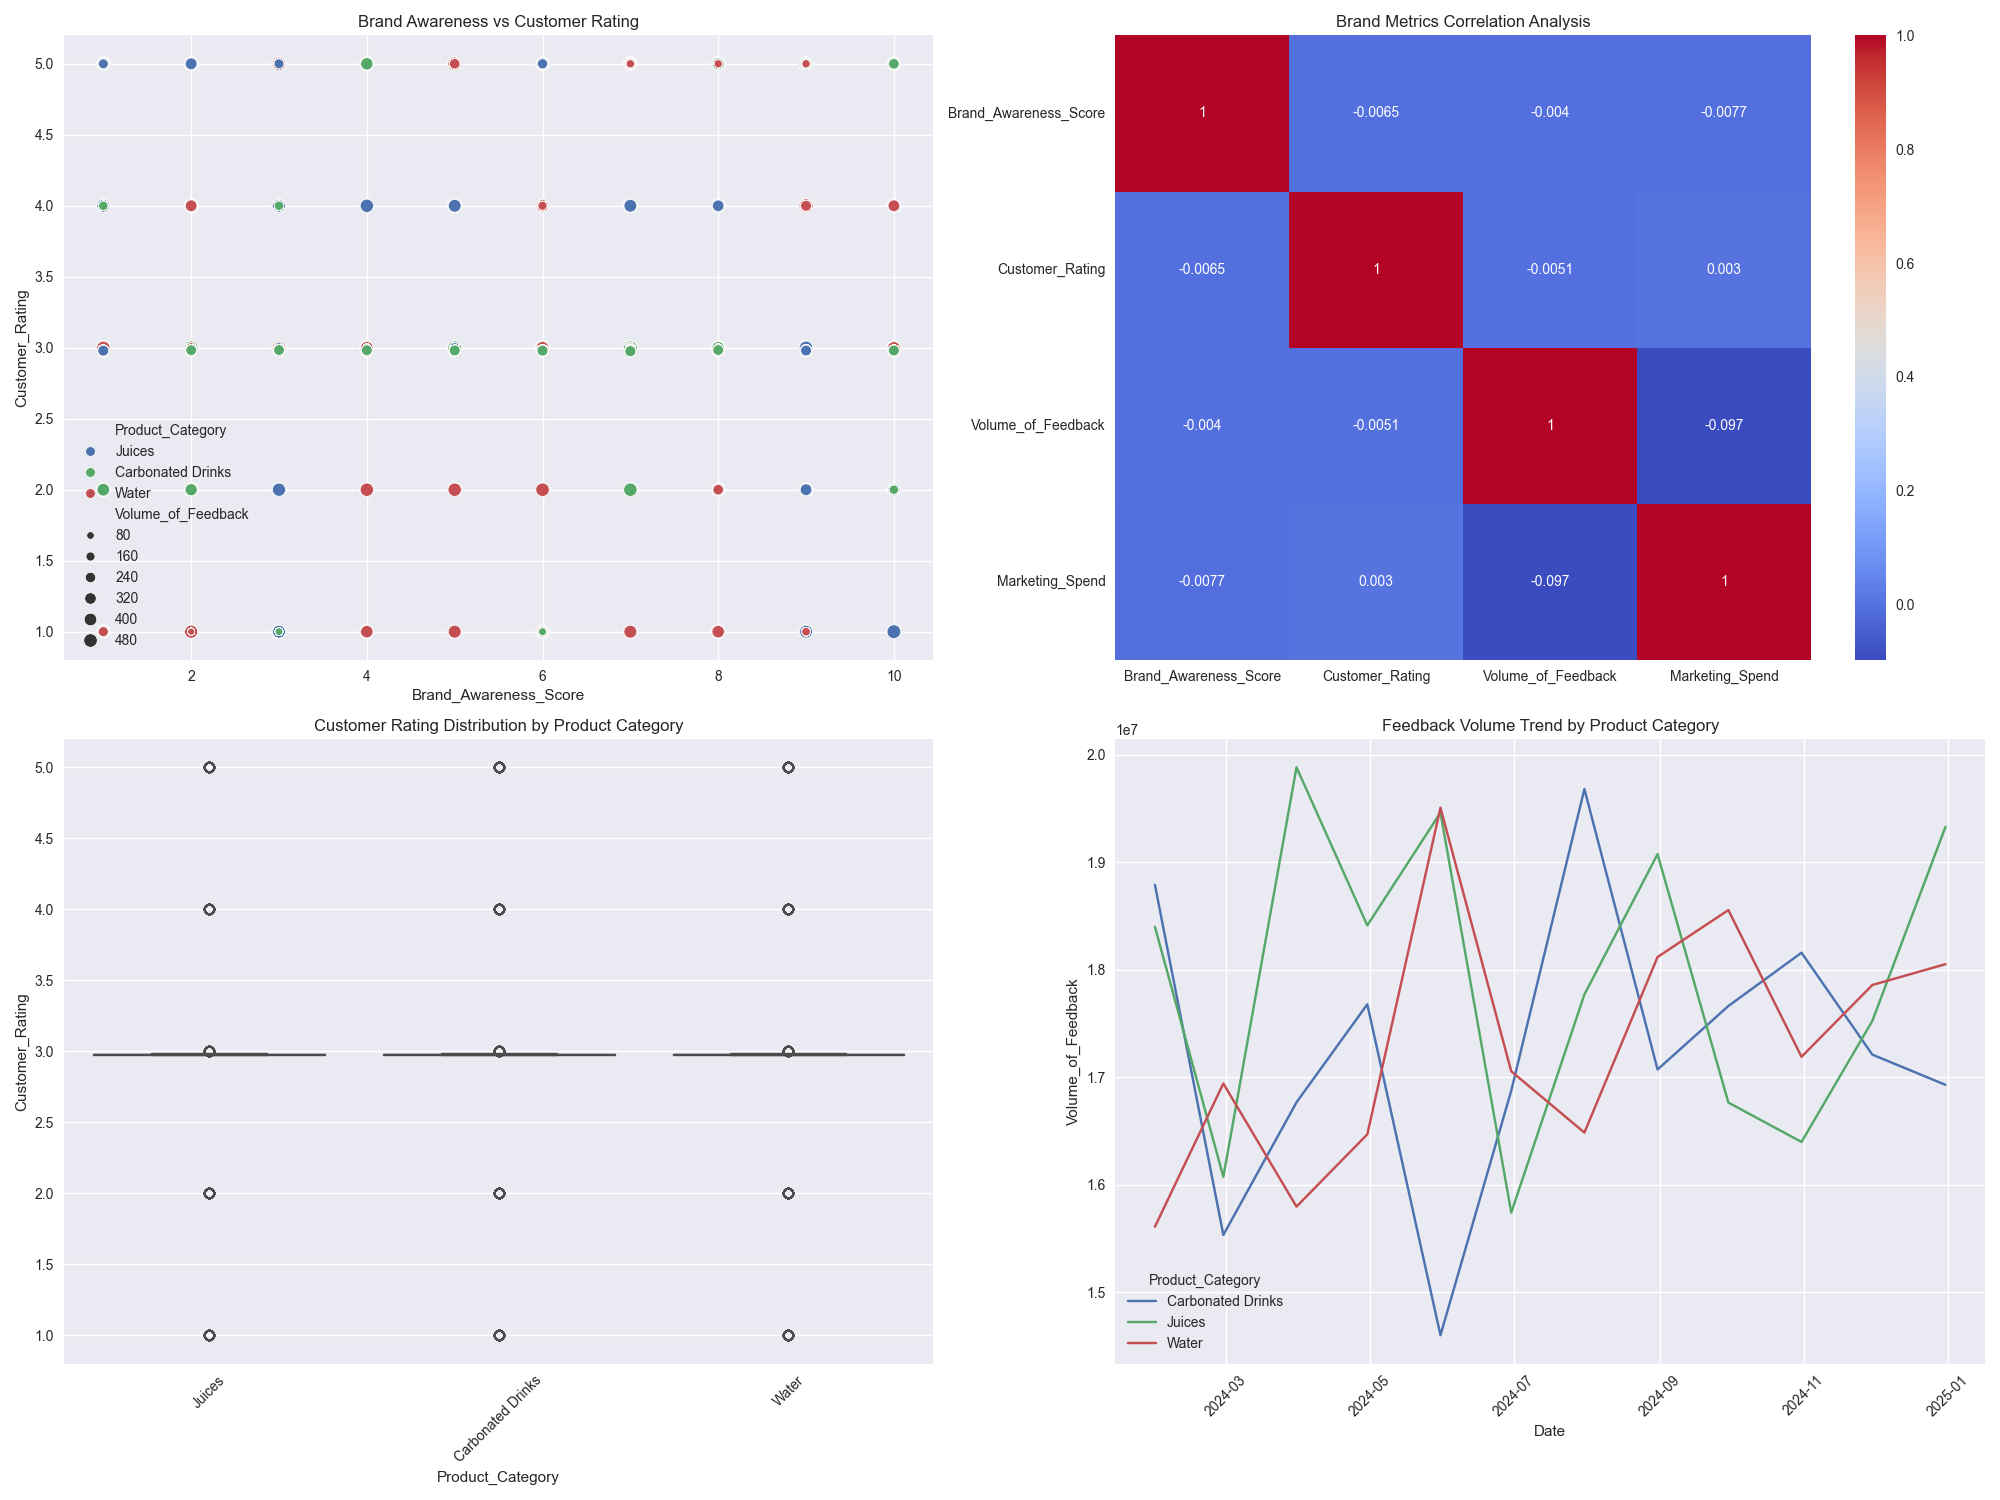 Brand Awareness vs Customer Rating
5.0
4.5
4.0
3.5
3.0
2.5
2.0
1.5
1.0
Customer_Rating
Product_Category
Juices
Carbonated Drinks
Water
Volume_of_Feedback
80
160
240
320
400
480
2
4
6
8
10
Brand_Awareness_Score
Brand Metrics Correlation Analysis
Brand_Awareness_Score
1
-0.0065
-0.004
-0.0077
Customer_Rating
-0.0065
1
-0.0051
0.003
Volume_of_Feedback
-0.004
-0.0051
1
-0.097
Marketing_Spend
-0.0077
0.003
-0.097
1
Brand_Awareness_Score
Customer_Rating
Volume_of_Feedback
Marketing_Spend
1.0
0.8
0.6
0.4
0.2
0.0
Customer Rating Distribution by Product Category
5.0
4.5
4.0
3.5
3.0
2.5
2.0
1.5
1.0
Customer_Rating
Juices
Carbonated Drinks
Water
Product_Category
Feedback Volume Trend by Product Category
1e7
2.0
1.9
1.8
1.7
1.6
1.5
Volume_of_Feedback
Product_Category
Carbonated Drinks
Juices
Water
2024-03
2024-05
2024-07
2024-09
2024-11
2025-01
Date